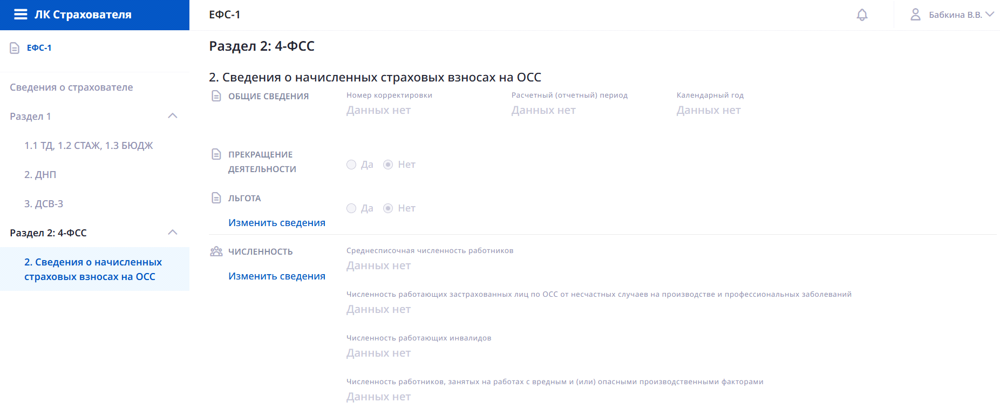 ЛК Страхователя
ЕФС-1
Бабкина В.В.
ЕФС-1
Сведения о страхователе
Раздел 1
1.1 ТД, 1.2 СТАЖ, 1.3 БЮДЖ
2. ДНП
3. ДСВ-3
Раздел 2: 4-ФСС
2. Сведения о начисленных
страховых взносах на ОСС
Раздел 2: 4-ФСС
2. Сведения о начисленных страховых взносах на ОСС
ОБЩИЕ СВЕДЕНИЯ
Номер корректировки
Данных нет
Расчетный (отчетный) период
Данных нет
Календарный год
Данных нет
ПРЕКРАЩЕНИЕ
ДЕЯТЕЛЬНОСТИ
Да Нет
ЛЬГОТА
Да Нет
Изменить сведения
ЧИСЛЕННОСТЬ
Изменить сведения
Среднесписочная численность работников
Данных нет
Численность работающих застрахованных лиц по ОСС от несчастных случаев на производстве и профессиональных заболеваний
Данных нет
Численность работающих инвалидов
Данных нет
Численность работников, занятых на работах с вредным и (или) опасными производственными факторами
Данных нет